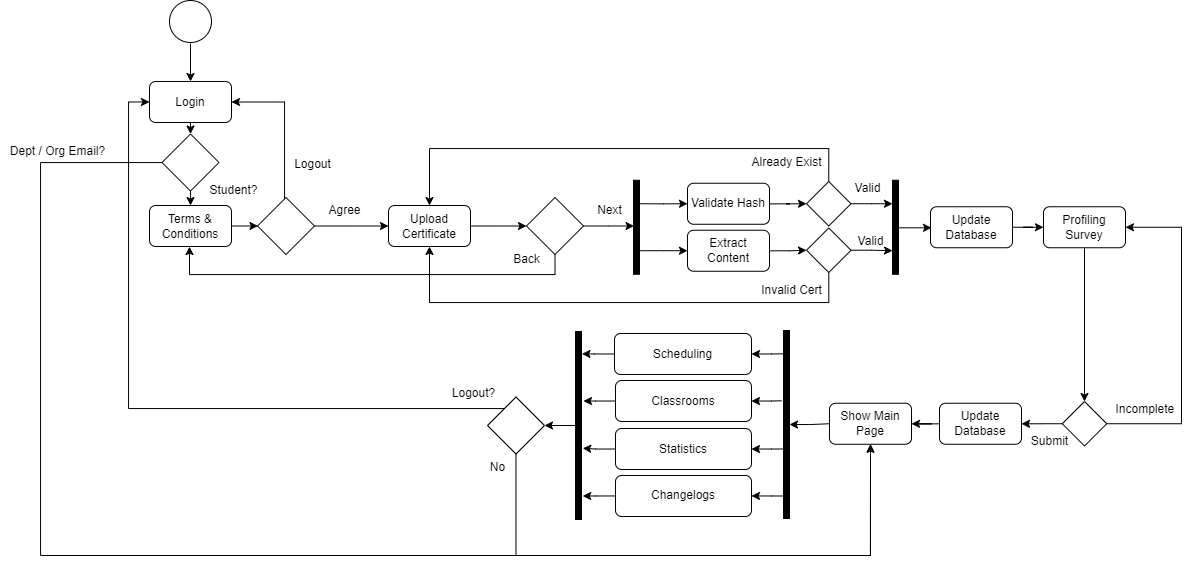 Login
Dept / Org Email?
Student?
Logout
Terms &
Conditions
Agree
Upload
Certificate
Back
Next
Already Exist
Validate Hash
Valid
Extract
Content
Valid
Invalid Cert
Update
Database
Profiling
Survey
Incomplete
Submit
Update
Database
Show Main
Page
Scheduling
Classrooms
Statistics
Changelogs
Logout?
No